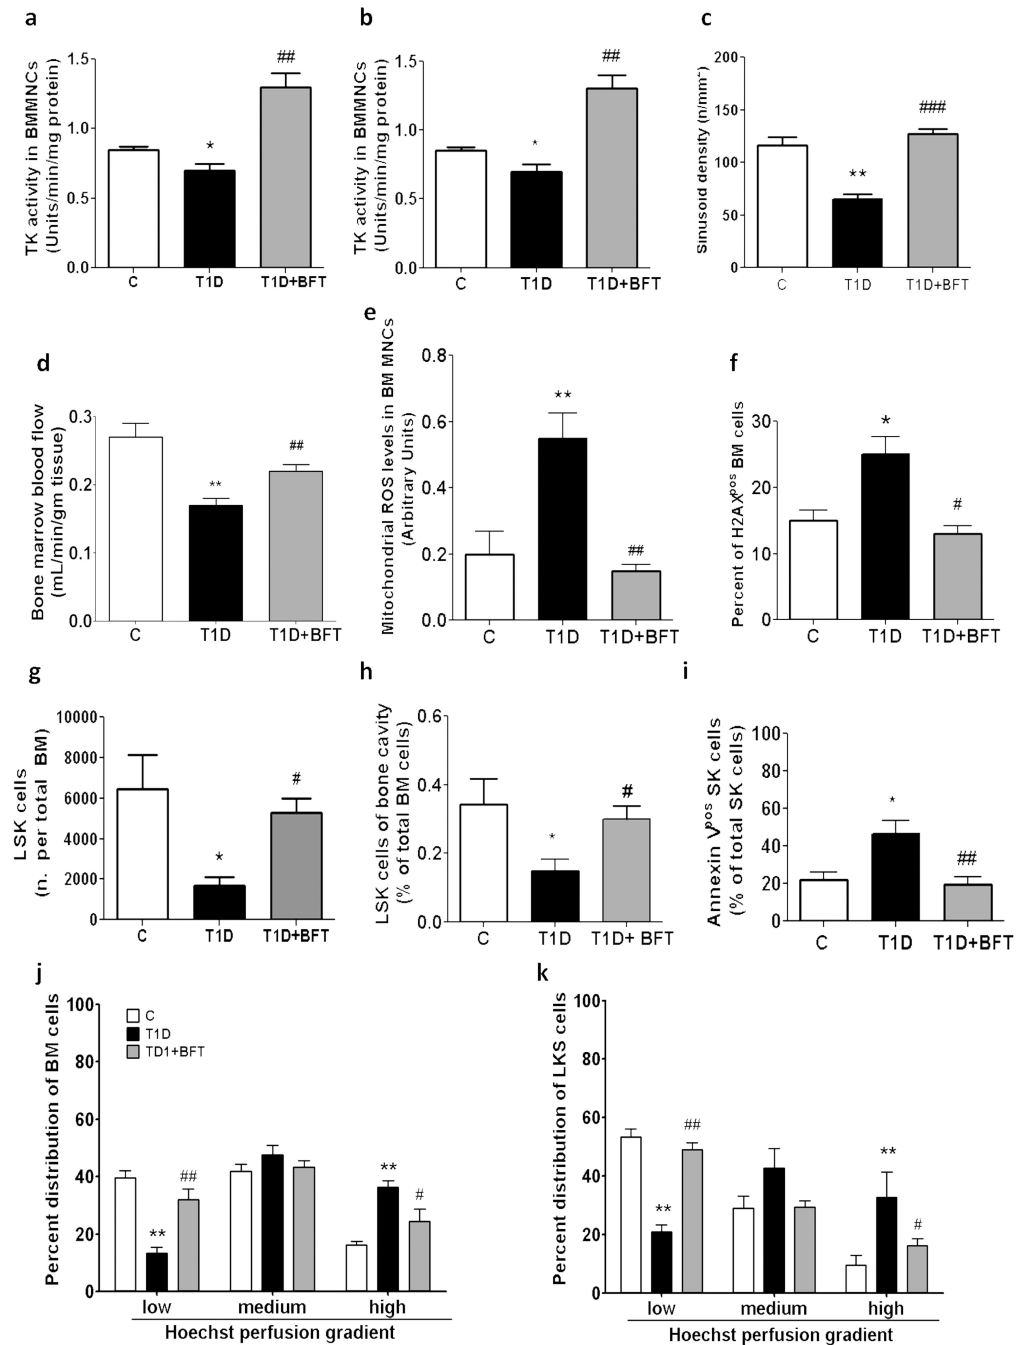 a
TK activity in BMMNCs
(Units/min/mg protein)
1.5
1.0
0.5
0.0
*
##
C T1D T1D+BFT
b
TK activity in BMMNCs
(Units/min/mg protein)
1.5
1.0
0.5
0.0
*
##
C T1D T1D+BFT
c
Sinusoid density (n/mm²)
200
150
100
50
0
**
###
C T1D T1D+BFT
d
Bone marrow blood flow
(mL/min/gm tissue)
0.3
0.2
0.1
0.0
**
##
C T1D T1D+BFT
e
Mitochondrial ROS levels in BM MNCs
(Arbitrary Units)
0.8
0.6
0.4
0.2
0.0
**
##
C T1D T1D+BFT
f
Percent of H2AXpos BM cells
30
20
10
0
*
#
C T1D T1D+BFT
g
LSK cells
(n. per total BM)
10000
8000
6000
4000
2000
0
*
#
C T1D T1D+BFT
h
LSK cells of bone cavity
(% of total BM cells)
0.6
0.4
0.2
0.0
*
#
C T1D T1D+ BFT
i
Annexin Vpos SK cells
(% of total SK cells)
100
80
60
40
20
0
*
##
C T1D T1D+BFT
j
Percent distribution of BM cells
100
80
60
40
20
0
C
T1D
TD1+BFT
**
##
**
#
low medium high
Hoechst perfusion gradient
k
Percent distribution of LKS cells
100
80
60
40
20
0
**
##
**
#
low medium high
Hoechst perfusion gradient